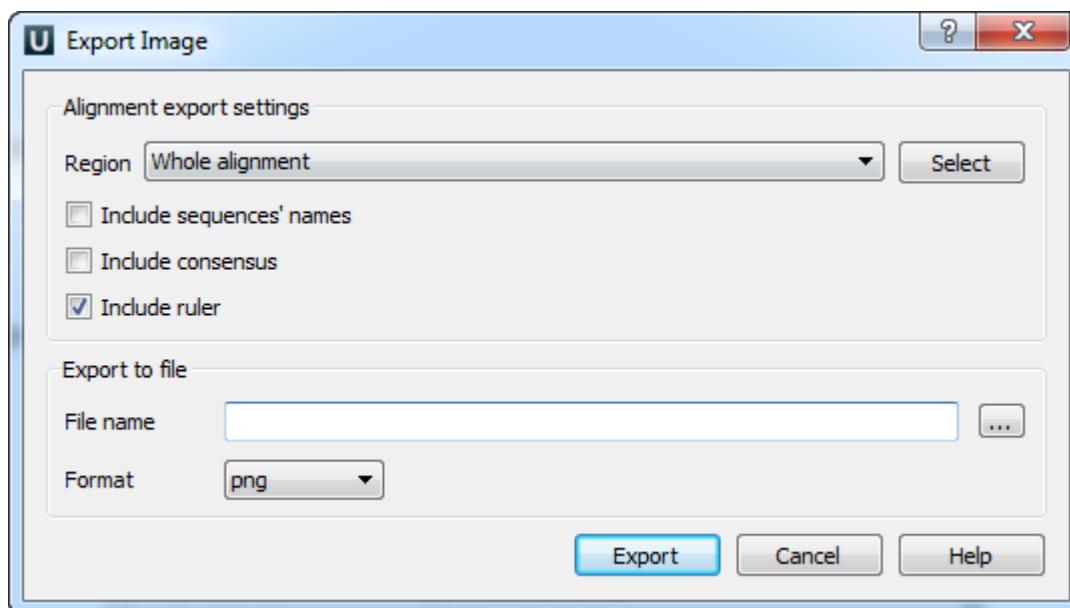 U Export Image
Alignment export settings
Region Whole alignment Select
Include sequences' names
Include consensus
Include ruler
Export to file
File name ...
Format png
Export Cancel Help